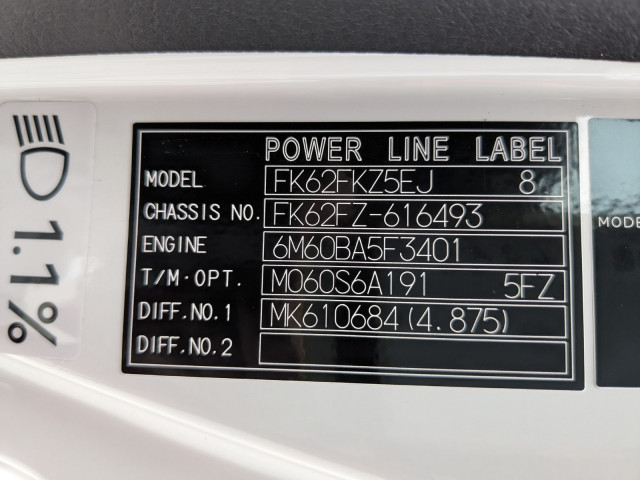 POWER LINE LABEL
MODEL FK62FKZ5EJ 8
CHASSIS NO. FK62FZ-616493
ENGINE 6M60BA5F3401
T/M·OPT. M060S6A191 5FZ
DIFF.NO.1 MK610684(4.875)
DIFF.NO.2
1.1%
MODE